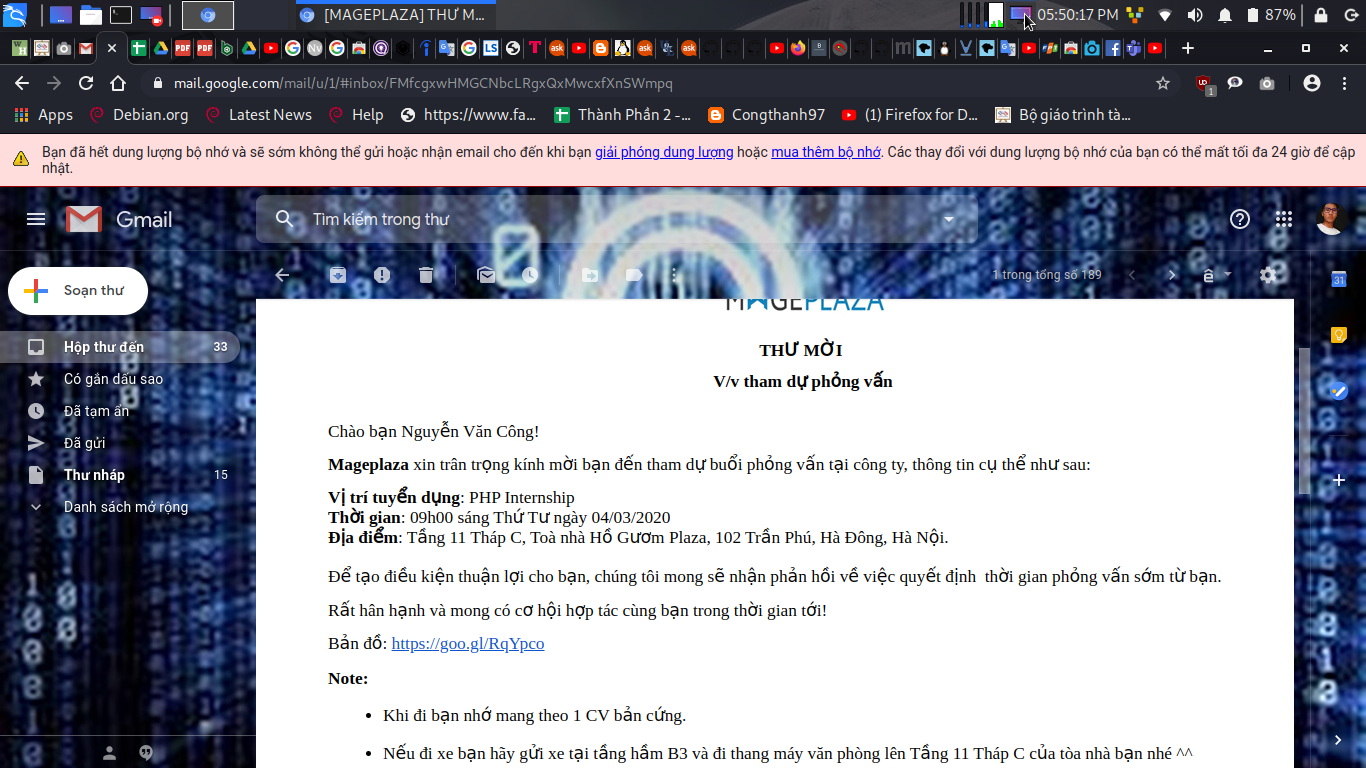 [MAGEPLAZA] THƯ M...
05:50:17 PM
87%
mail.google.com/mail/u/1/#inbox/FMfcgxwHMGCNbcLRgxQxMwcxfXnSWmpq
1
Apps
Debian.org
Latest News
Help
https://www.fa...
Thành Phần 2 -...
Congthanh97
(1) Firefox for D...
Bộ giáo trình tà...
Bạn đã hết dung lượng bộ nhớ và sẽ sớm không thể gửi hoặc nhận email cho đến khi bạn giải phóng dung lượng hoặc mua thêm bộ nhớ. Các thay đổi với dung lượng bộ nhớ của bạn có thể mất tối đa 24 giờ để cập
nhật.
Gmail
Tìm kiếm trong thư
Soạn thư
1 trong tổng số 189
Hộp thư đến 33
Có gắn dấu sao
Đã tạm ẩn
Đã gửi
Thư nháp 15
Danh sách mở rộng
MAGEPLAZA
THƯ MỜI
V/v tham dự phỏng vấn
Chào bạn Nguyễn Văn Công!
Mageplaza xin trân trọng kính mời bạn đến tham dự buổi phỏng vấn tại công ty, thông tin cụ thể như sau:
Vị trí tuyển dụng: PHP Internship
Thời gian: 09h00 sáng Thứ Tư ngày 04/03/2020
Địa điểm: Tầng 11 Tháp C, Toà nhà Hồ Gươm Plaza, 102 Trần Phú, Hà Đông, Hà Nội.
Để tạo điều kiện thuận lợi cho bạn, chúng tôi mong sẽ nhận phản hồi về việc quyết định thời gian phỏng vấn sớm từ bạn.
Rất hân hạnh và mong có cơ hội hợp tác cùng bạn trong thời gian tới!
Bản đồ: https://goo.gl/RqYpco
Note:
• Khi đi bạn nhớ mang theo 1 CV bản cứng.
• Nếu đi xe bạn hãy gửi xe tại tầng hầm B3 và đi thang máy văn phòng lên Tầng 11 Tháp C của tòa nhà bạn nhé ^^